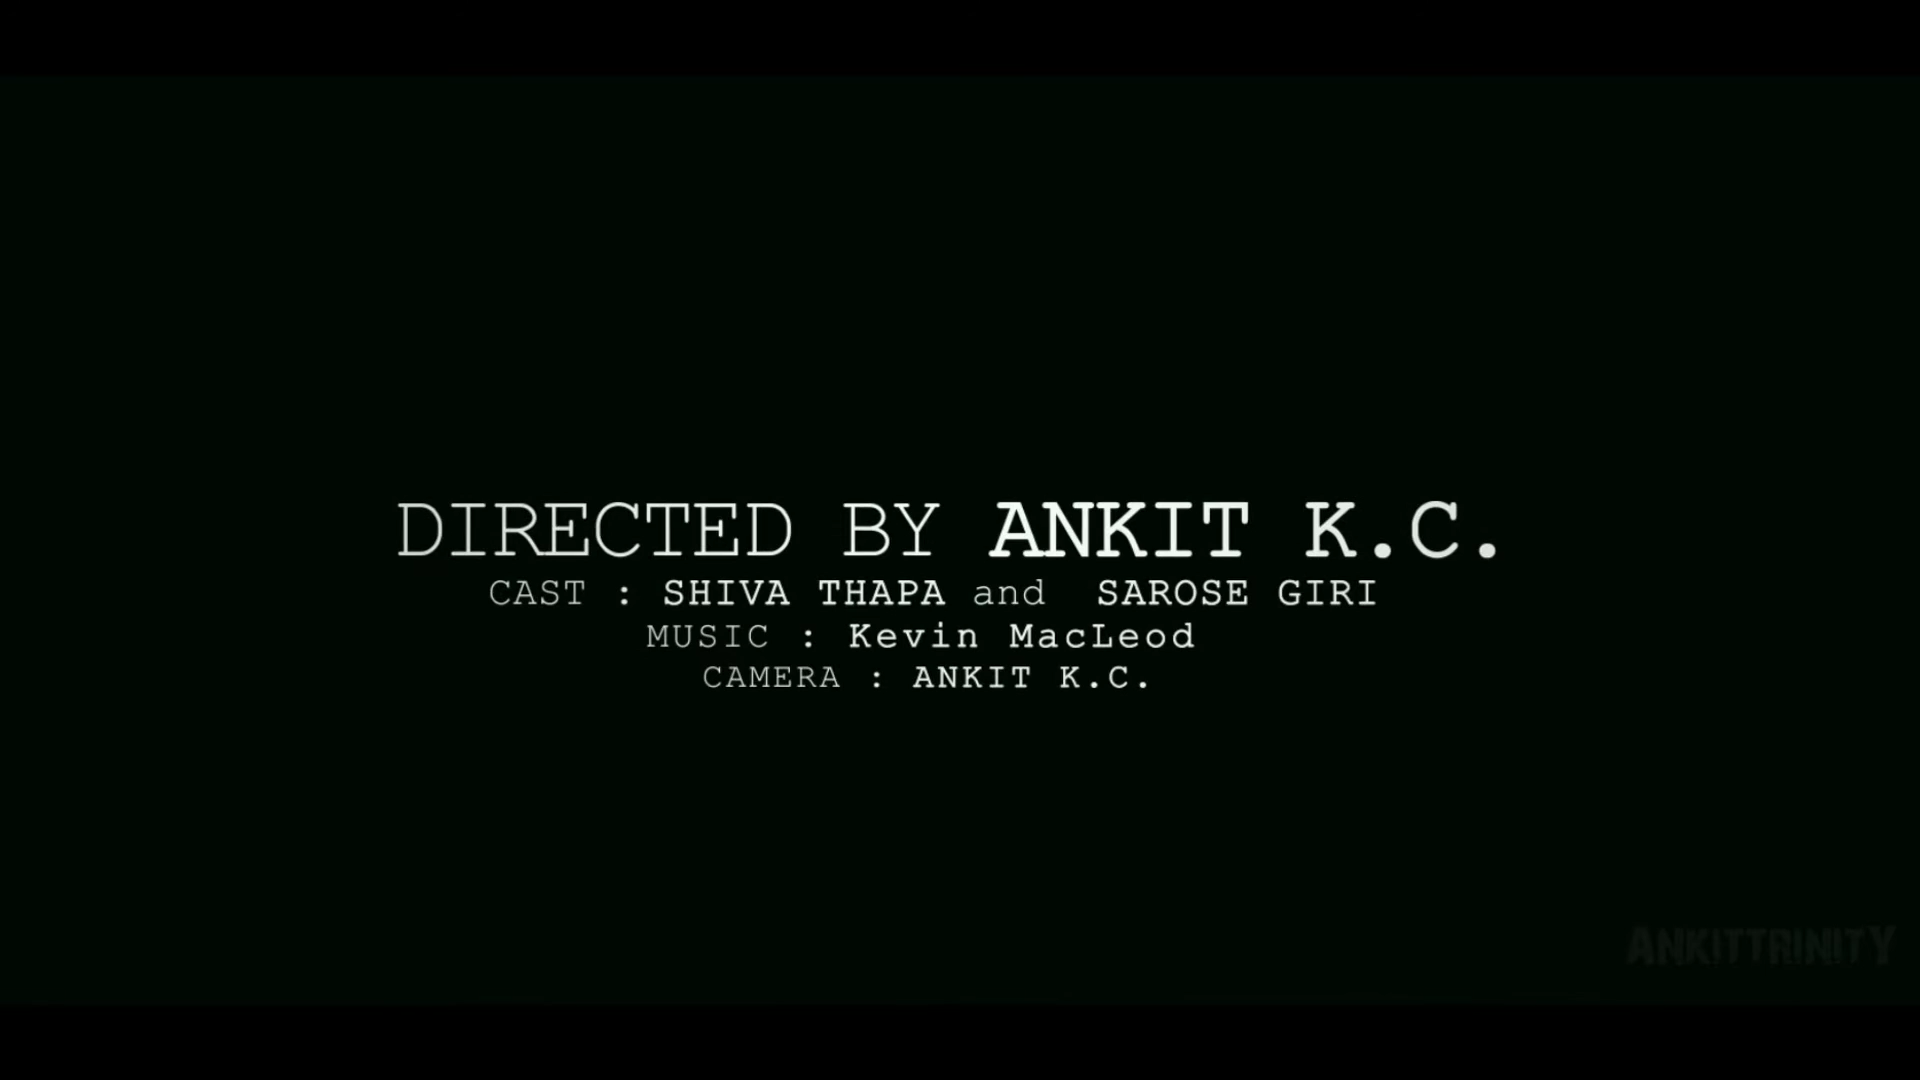 DIRECTED BY ANKIT K.C.
CAST : SHIVA THAPA and SAROSE GIRI
MUSIC : Kevin MacLeod
CAMERA : ANKIT K.C.
ANKITTRINITY